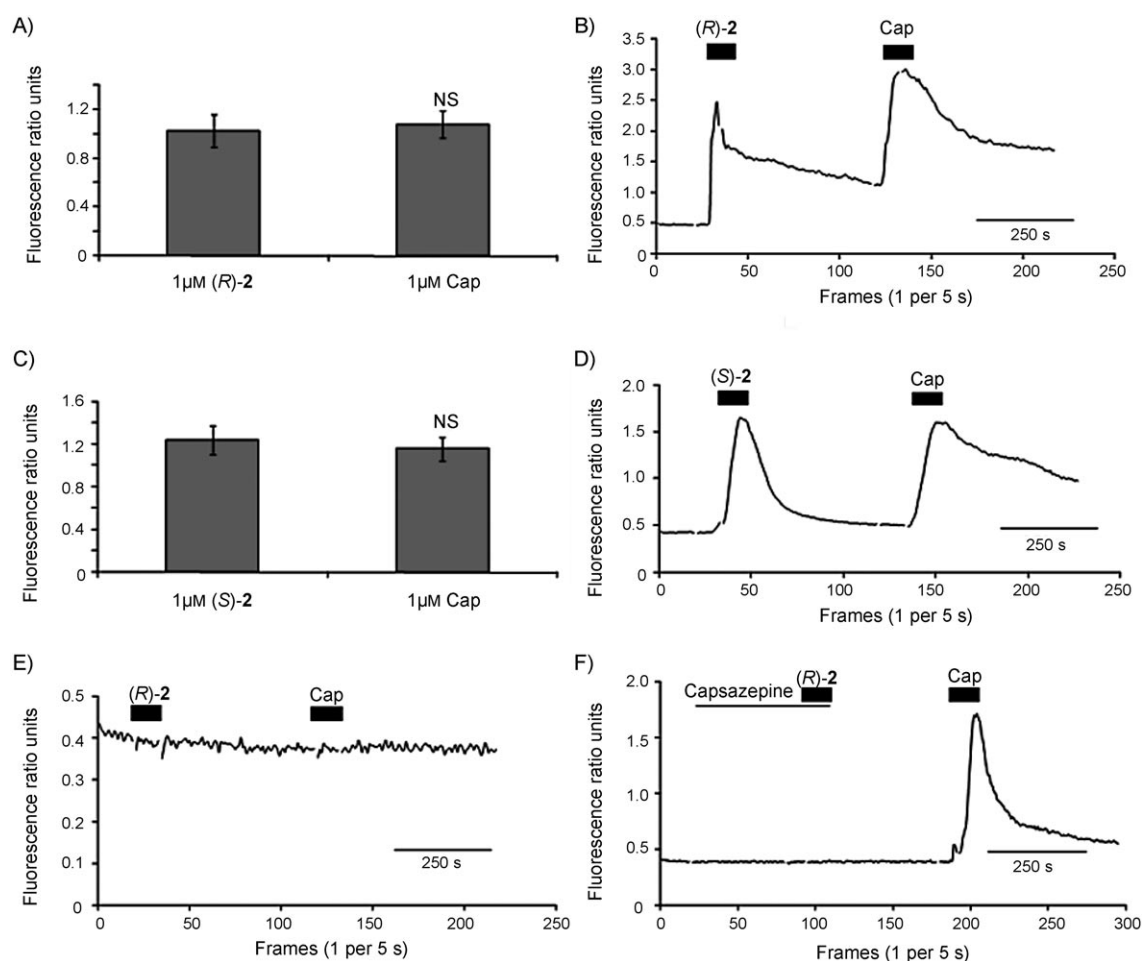 A)
Fluorescence ratio units
1.2
0.8
0.4
0
NS
1µM (R)-2
1µM Cap
B)
(R)-2
Cap
Fluorescence ratio units
3.5
3.0
2.5
2.0
1.5
1.0
0.5
0
250 s
0
50
100
150
200
250
Frames (1 per 5 s)
C)
Fluorescence ratio units
1.6
1.2
0.8
0.4
0
NS
1µM (S)-2
1µM Cap
D)
(S)-2
Cap
Fluorescence ratio units
2.0
1.5
1.0
0.5
0
250 s
0
50
100
150
200
250
Frames (1 per 5 s)
E)
(R)-2
Cap
Fluorescence ratio units
0.5
0.4
0.3
0.2
0.1
0
250 s
0
50
100
150
200
250
Frames (1 per 5 s)
F)
Capsazepine
(R)-2
Cap
Fluorescence ratio units
2.0
1.5
1.0
0.5
0
250 s
0
50
100
150
200
250
295
Frames (1 per 5 s)